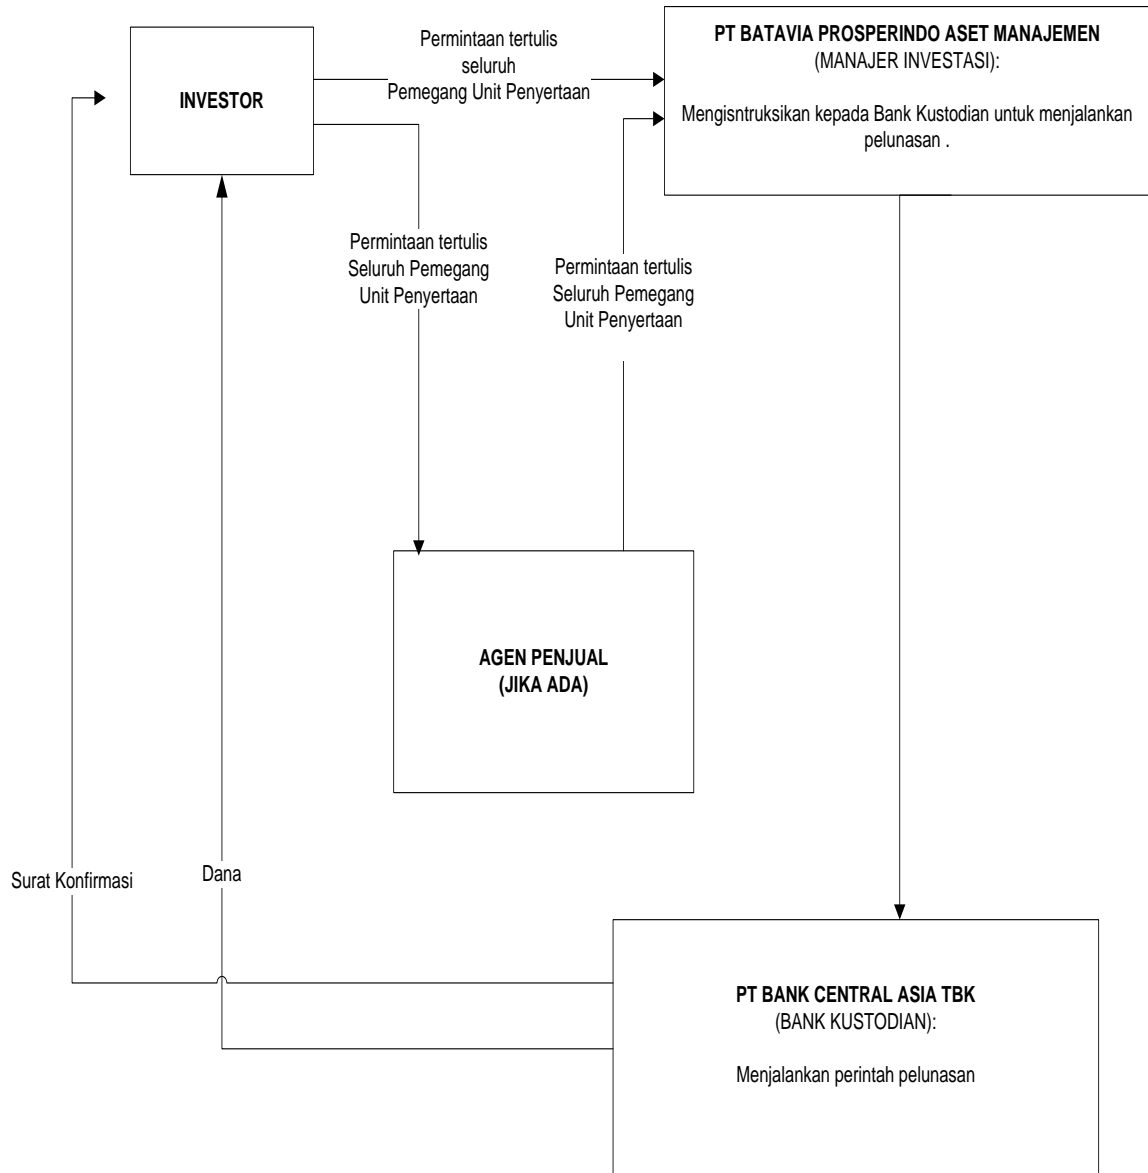 INVESTOR
Permintaan tertulis
seluruh
Pemegang Unit Penyertaan
PT BATAVIA PROSPERINDO ASET MANAJEMEN
(MANAJER INVESTASI):
Mengisntruksikan kepada Bank Kustodian untuk menjalankan
pelunasan .
Permintaan tertulis
Seluruh Pemegang
Unit Penyertaan
Permintaan tertulis
Seluruh Pemegang
Unit Penyertaan
AGEN PENJUAL
(JIKA ADA)
Surat Konfirmasi
Dana
PT BANK CENTRAL ASIA TBK
(BANK KUSTODIAN):
Menjalankan perintah pelunasan